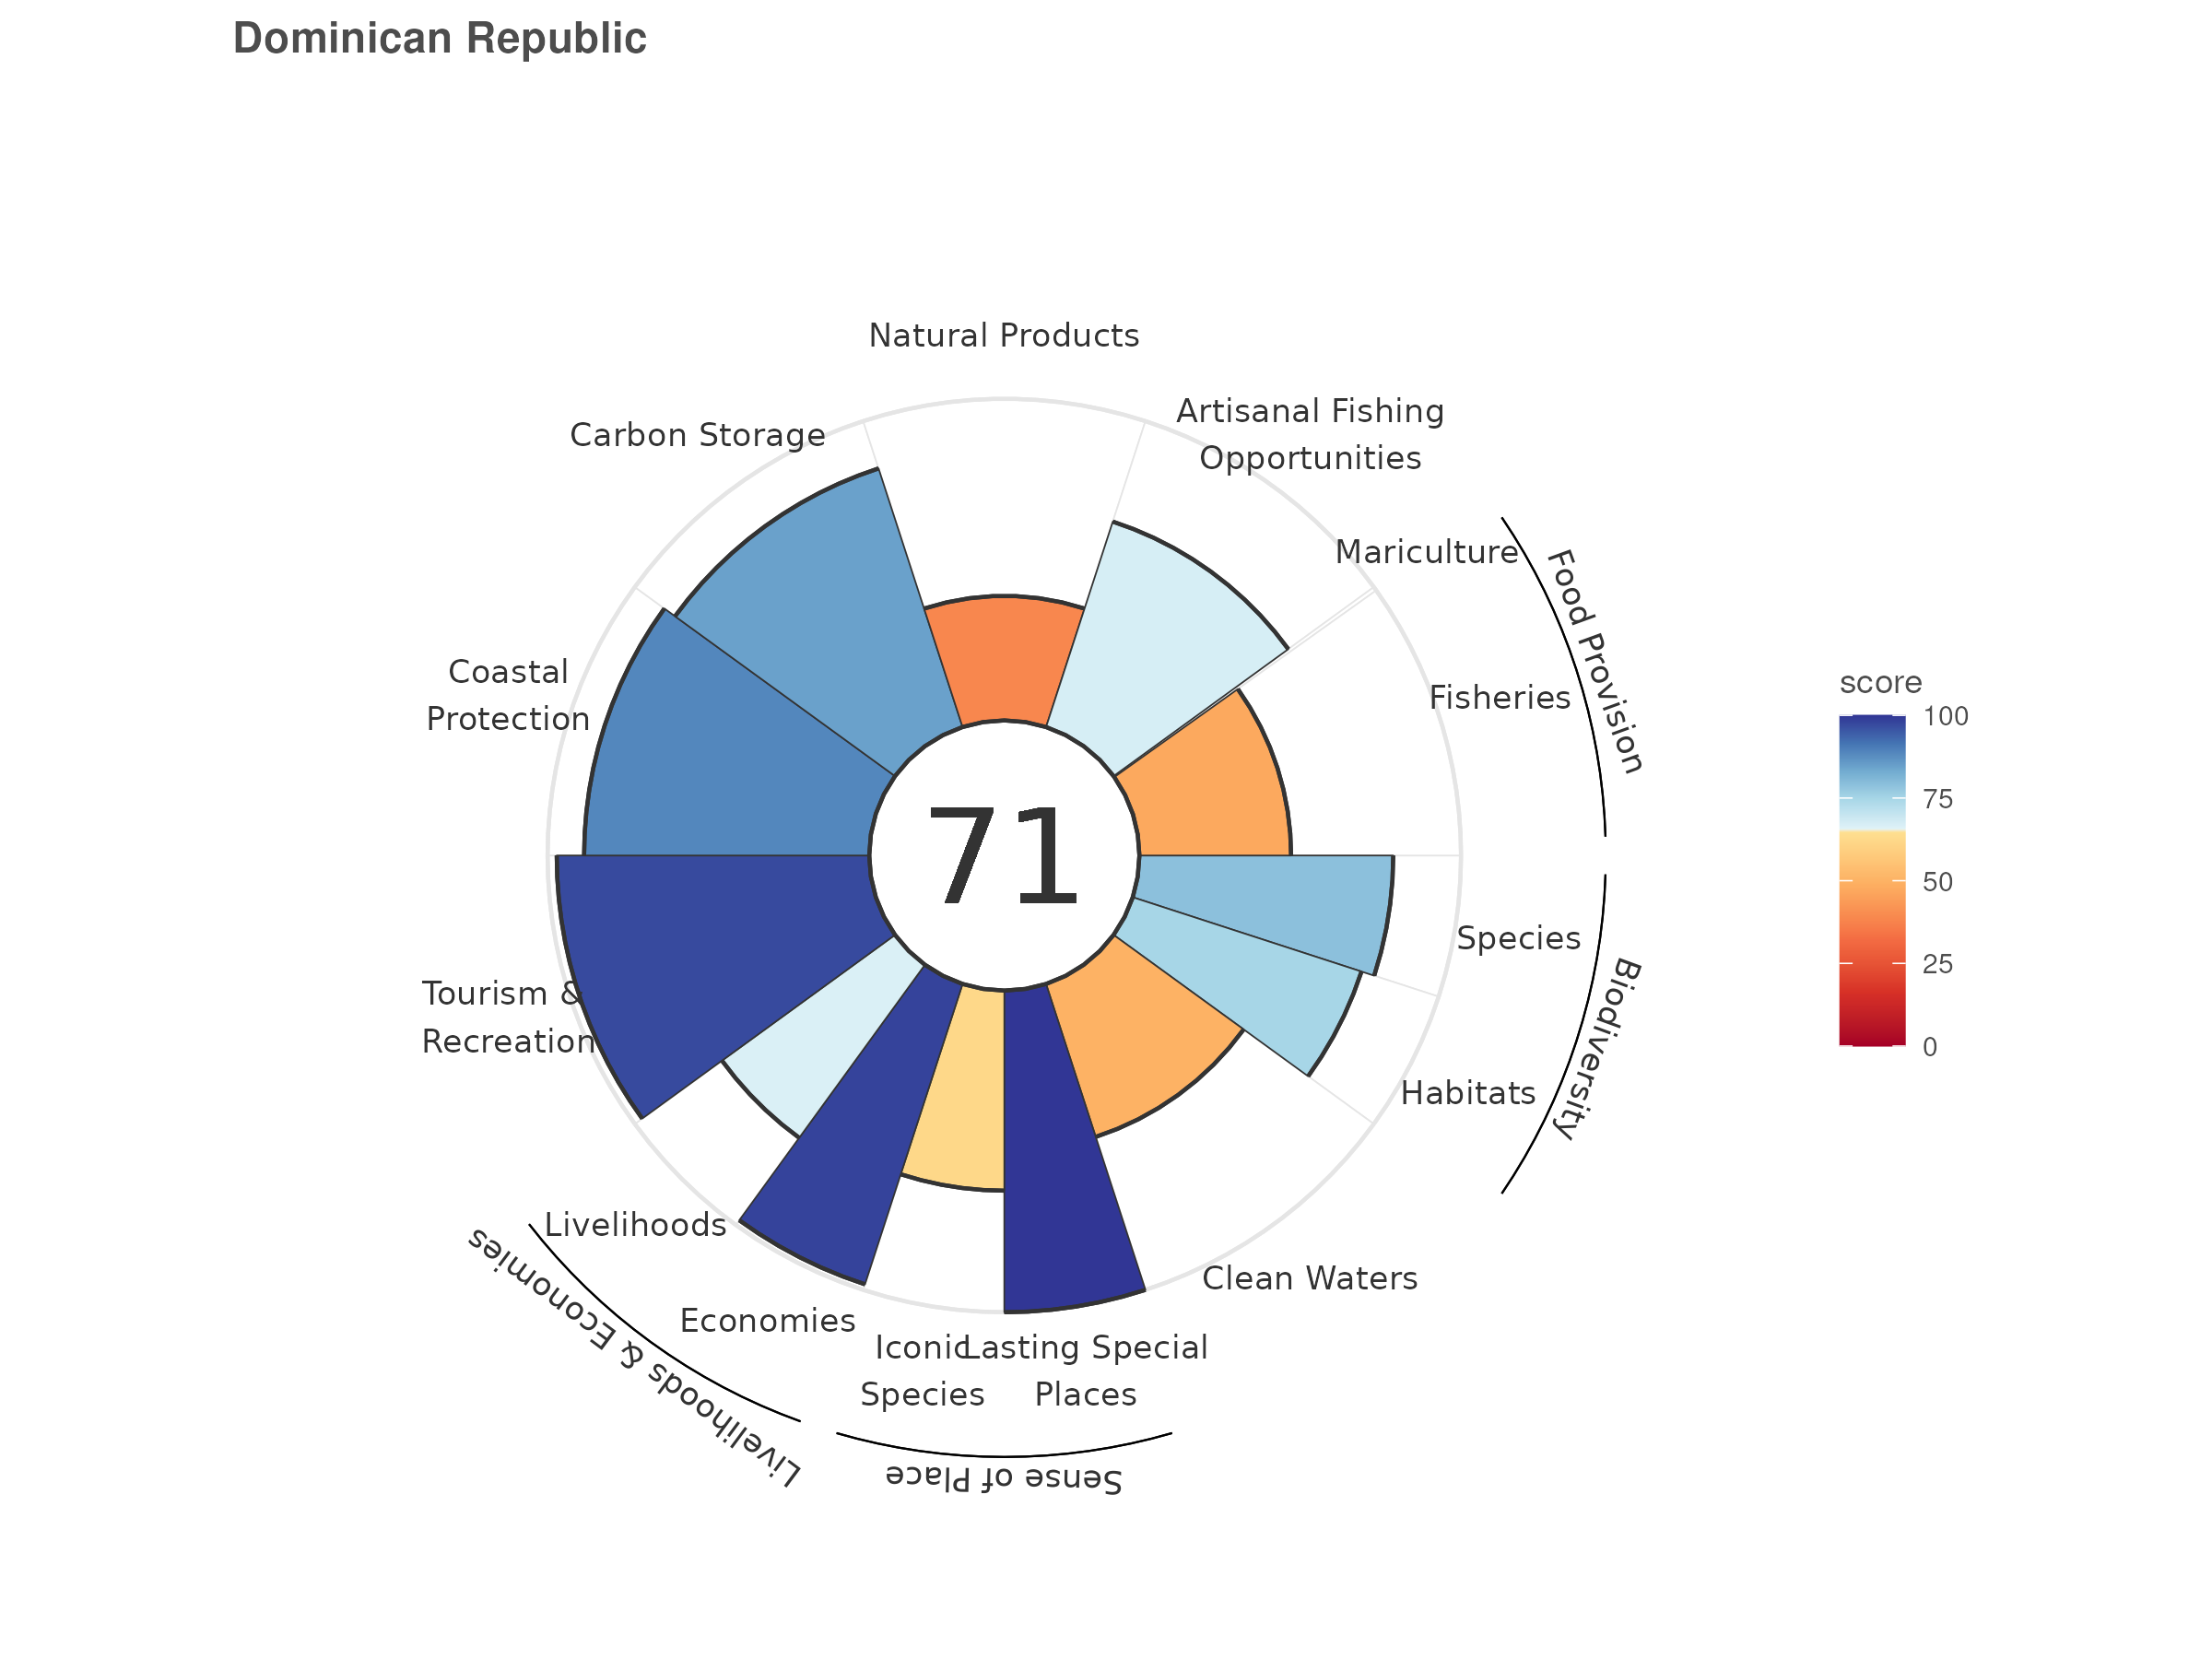 Dominican Republic
Natural Products
Artisanal Fishing
Opportunities
Carbon Storage
Mariculture
Food Provision
Fisheries
Coastal
Protection
71
score
100
75
50
25
0
Species
Biodiversity
Habitats
Tourism &
Recreation
Livelihoods
Livelihoods & Economies
Clean Waters
Economies
Iconic
Species
Lasting Special
Places
Sense of Place